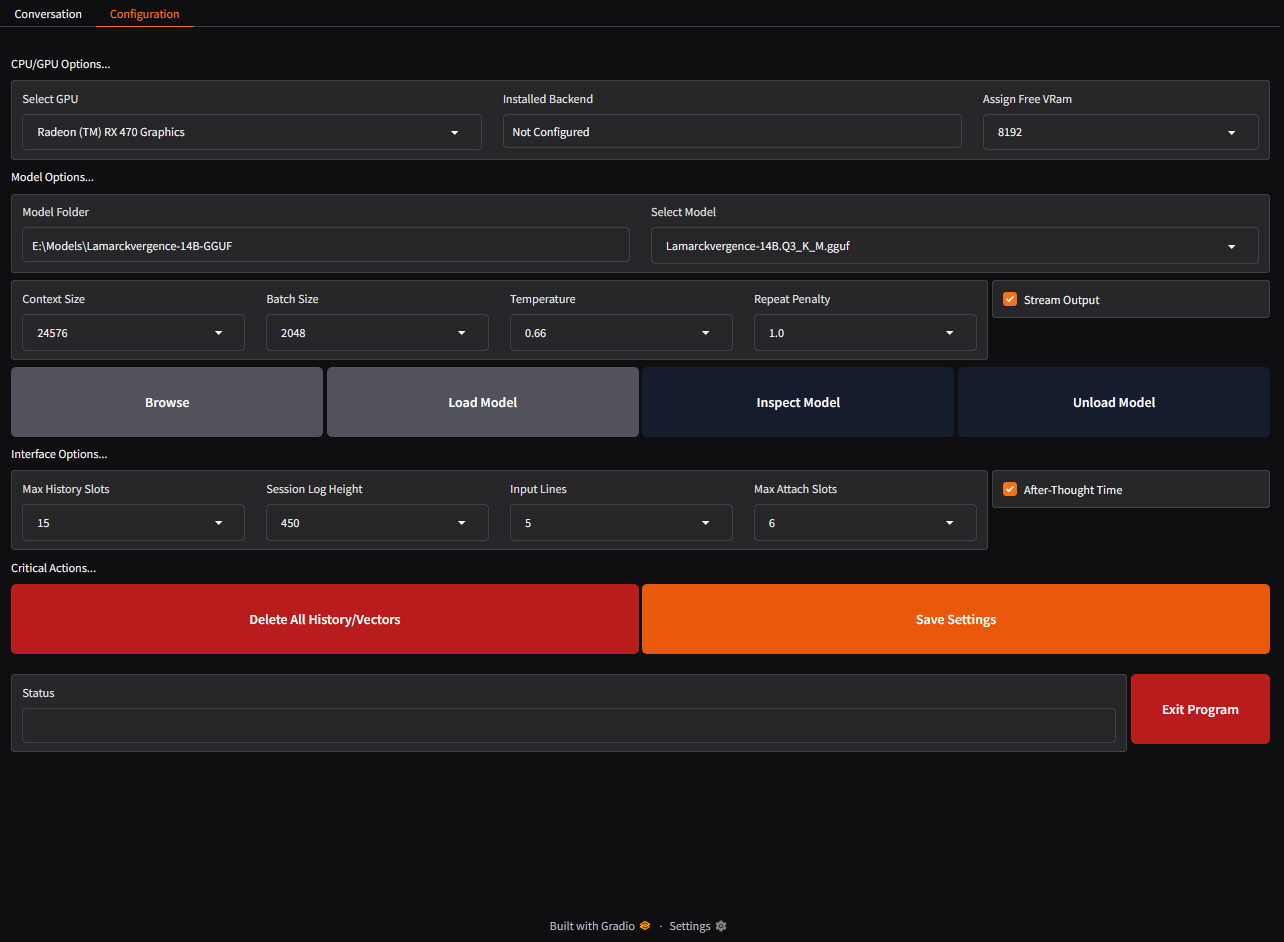 Conversation Configuration
CPU/GPU Options...
Select GPU Installed Backend Assign Free VRam
Radeon (TM) RX 470 Graphics Not Configured 8192
Model Options...
Model Folder Select Model
E:\Models\Lamarckvergence-14B-GGUF Lamarckvergence-14B.Q3_K_M.gguf
Context Size Batch Size Temperature Repeat Penalty Stream Output
24576 2048 0.66 1.0
Browse Load Model Inspect Model Unload Model
Interface Options...
Max History Slots Session Log Height Input Lines Max Attach Slots After-Thought Time
15 450 5 6
Critical Actions...
Delete All History/Vectors Save Settings
Status
Exit Program
Built with Gradio · Settings